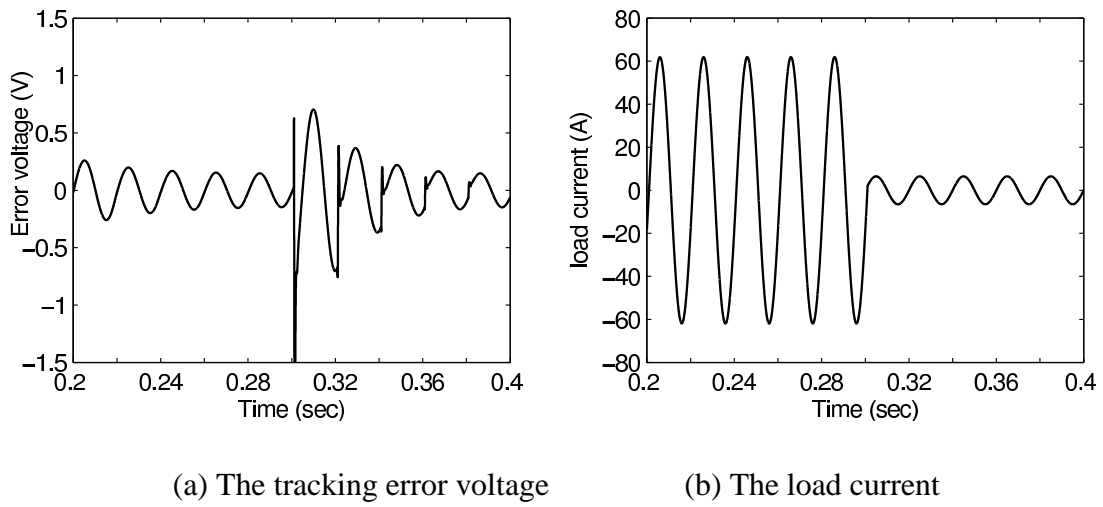 1.5
1
0.5
0
−0.5
−1
−1.5
Error voltage (V)
0.2 0.24 0.28 0.32 0.36 0.4
Time (sec)
80
60
40
20
0
−20
−40
−60
−80
load current (A)
0.2 0.24 0.28 0.32 0.36 0.4
Time (sec)
(a) The tracking error voltage
(b) The load current